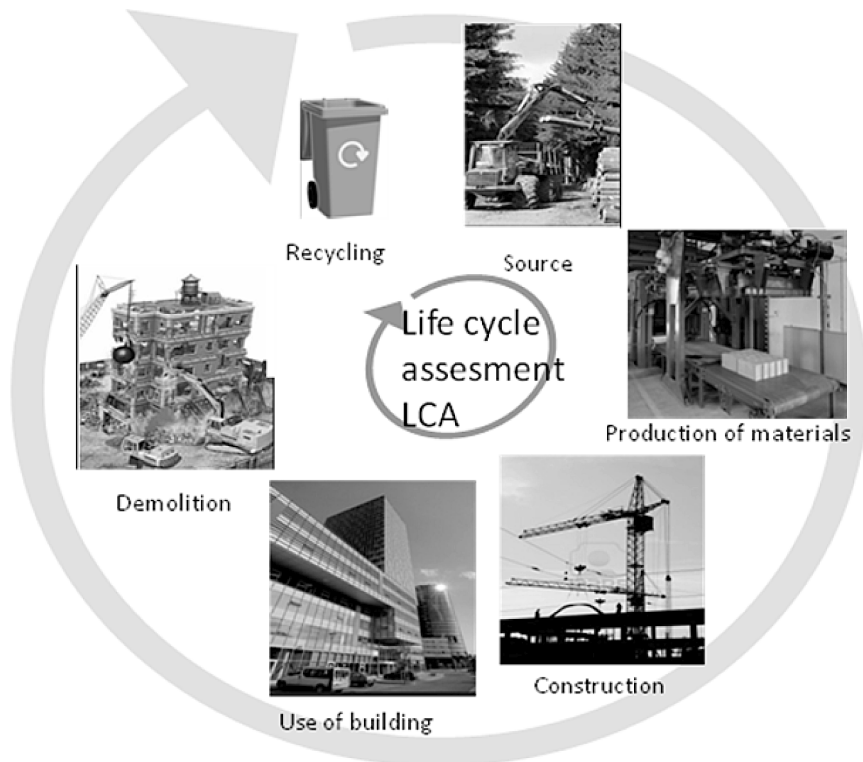 Recycling
Source
Life cycle
assesment
LCA
Production of materials
Demolition
Construction
Use of building